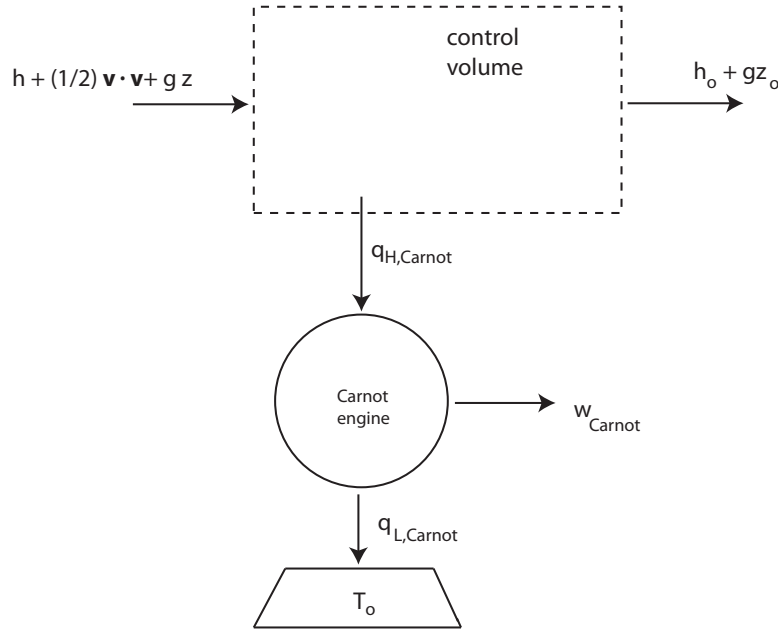 control
volume
h + (1/2) v · v+ g z
h_o + gz_o
q_H,Carnot
Carnot
engine
w_Carnot
q_L,Carnot
T_o